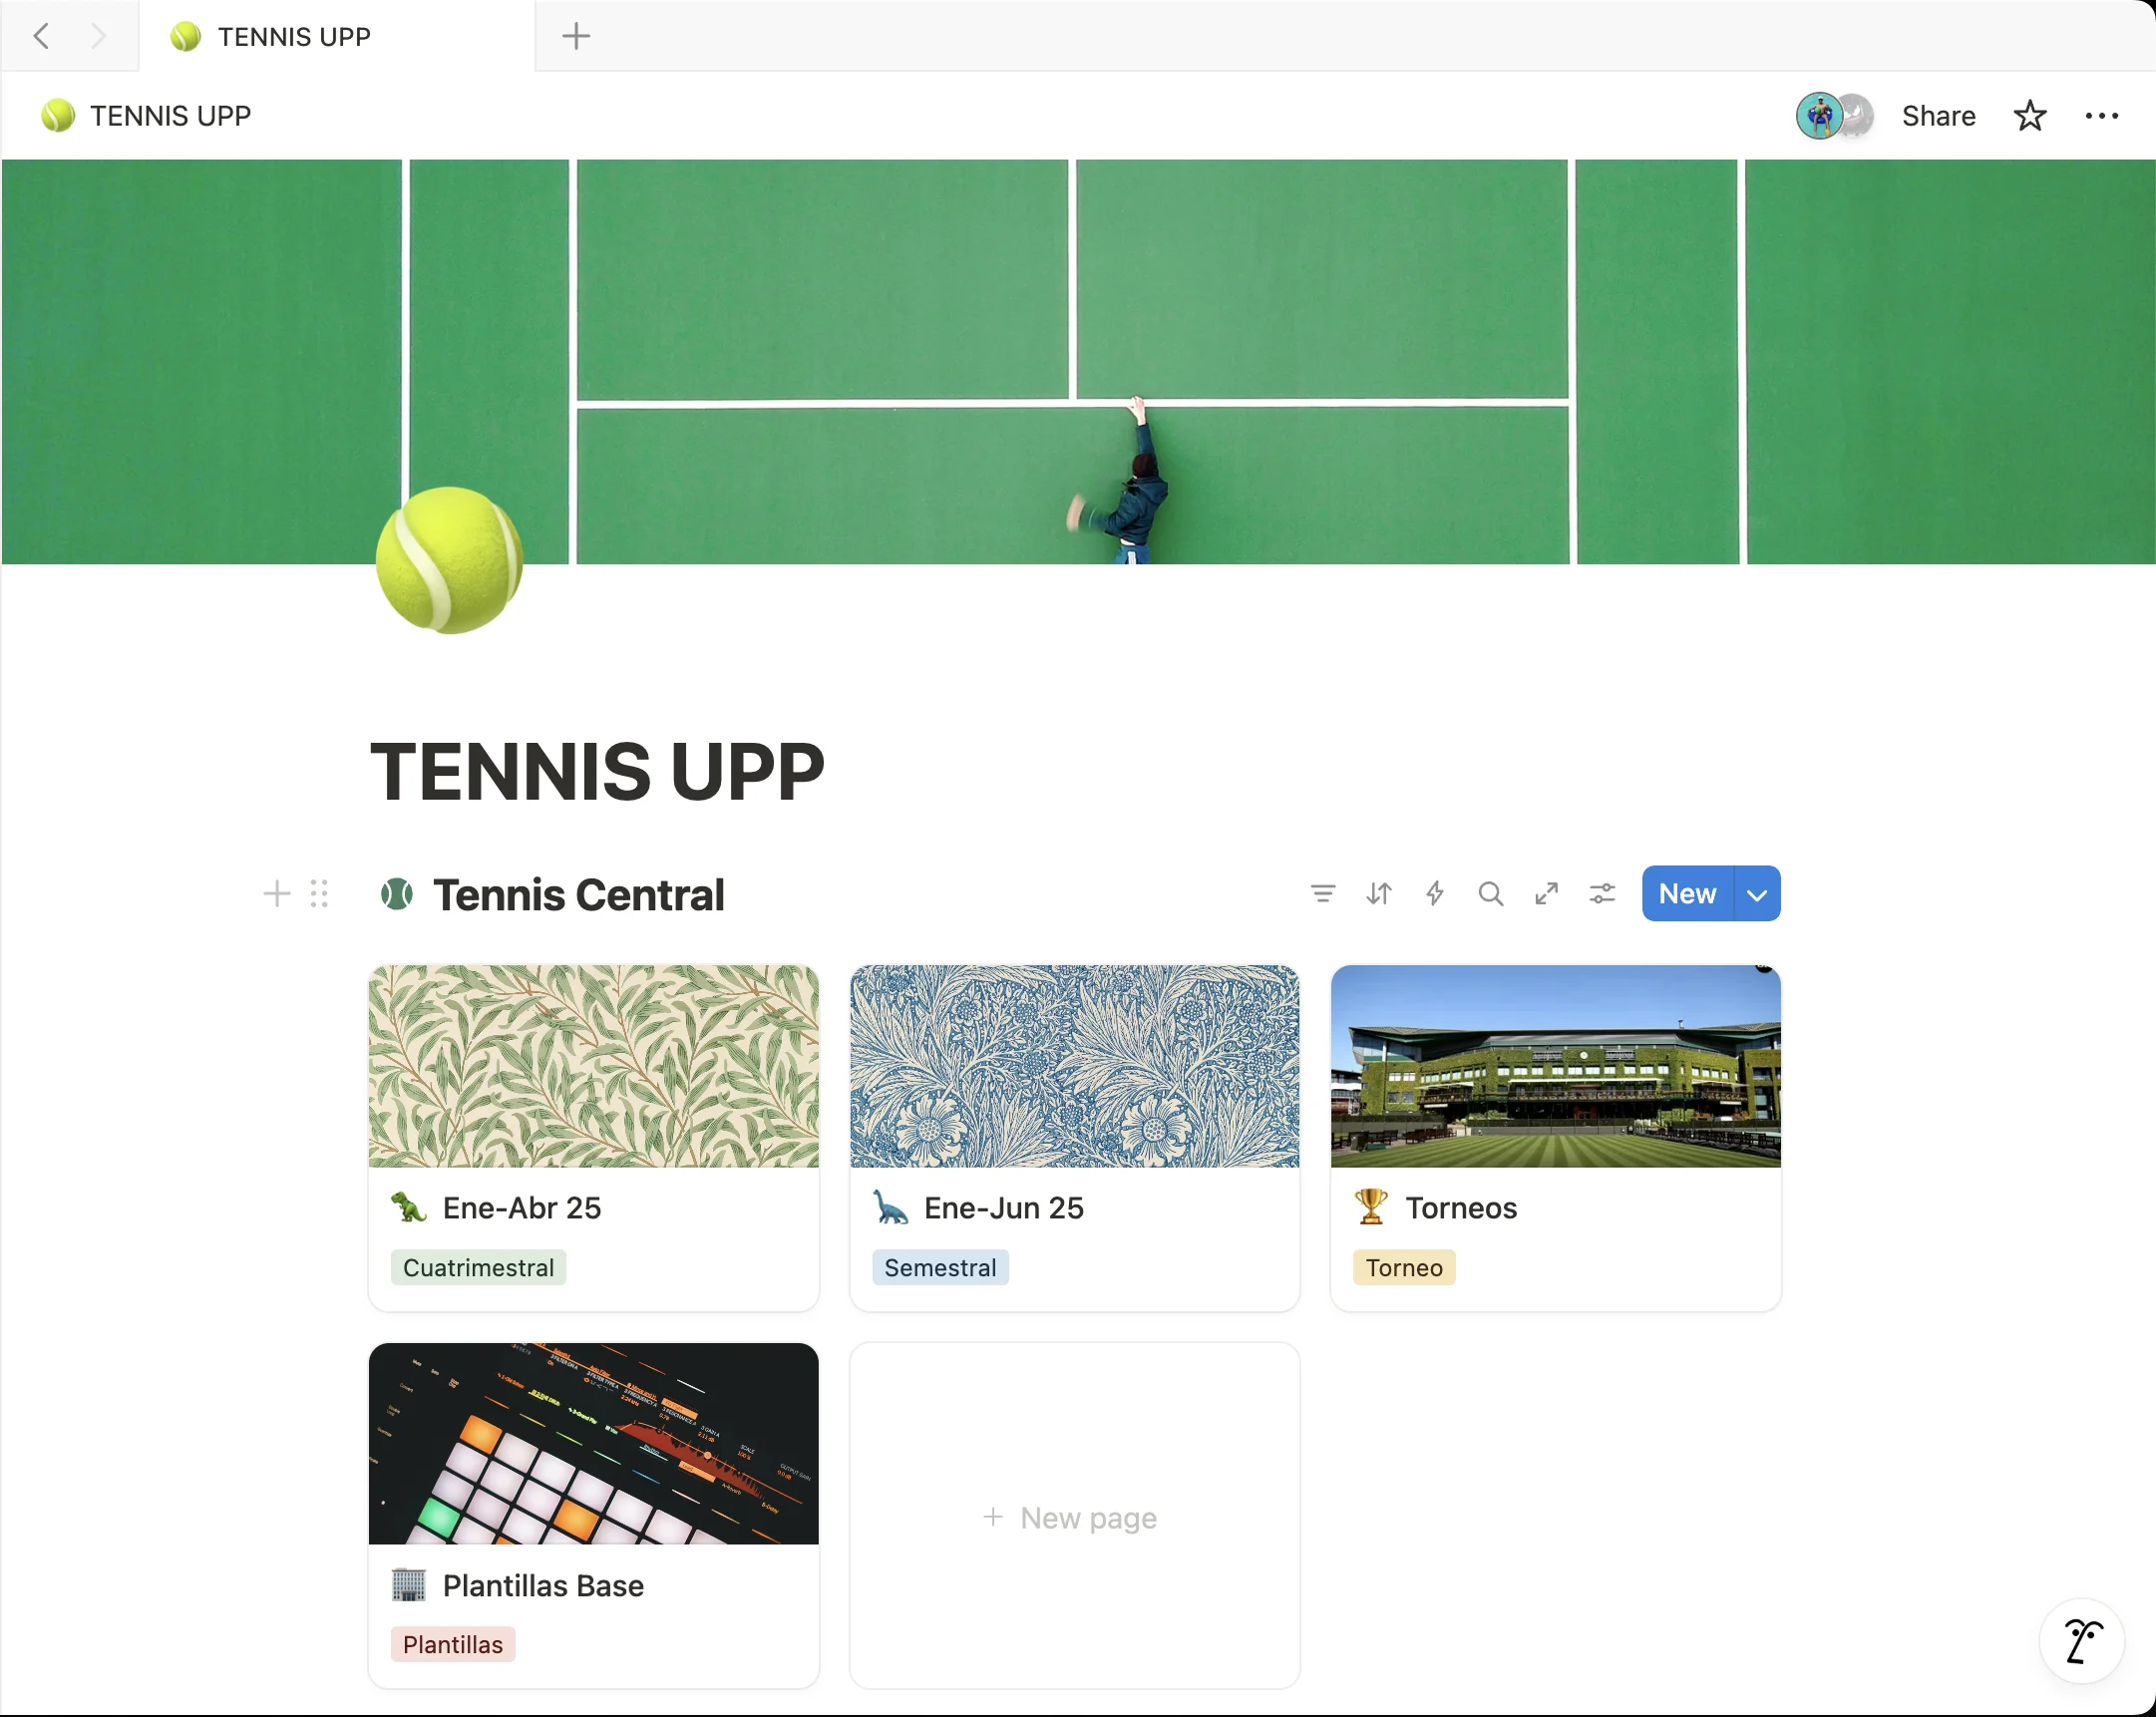 TENNIS UPP
TENNIS UPP
Share
TENNIS UPP
Tennis Central
New
Ene-Abr 25
Cuatrimestral
Ene-Jun 25
Semestral
Torneos
Torneo
Plantillas Base
Plantillas
New page